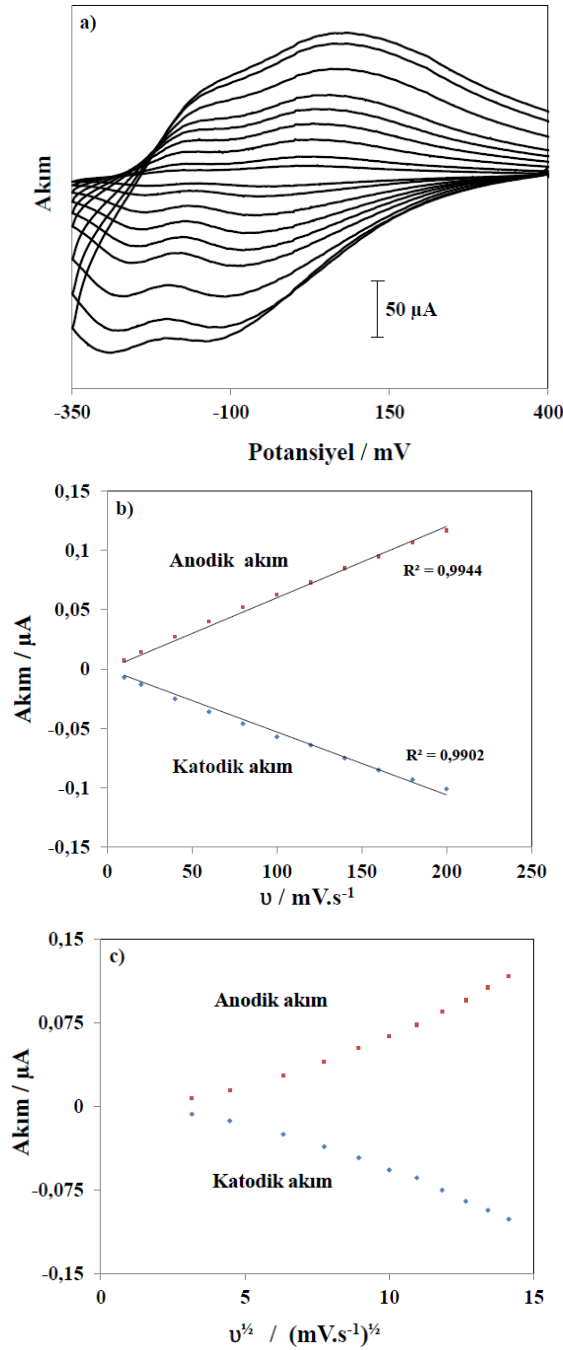 a)
Akım
50 µA
-350
-100
150
400
Potansiyel / mV
b)
0,15
0,1
0,05
0
-0,05
-0,1
-0,15
Akım / µA
Anodik akım
R² = 0,9944
Katodik akım
R² = 0,9902
0
50
100
150
200
250
υ / mV.s⁻¹
c)
0,15
0,075
0
-0,075
-0,15
Akım / µA
Anodik akım
Katodik akım
0
5
10
15
υ^½ / (mV.s⁻¹)^½